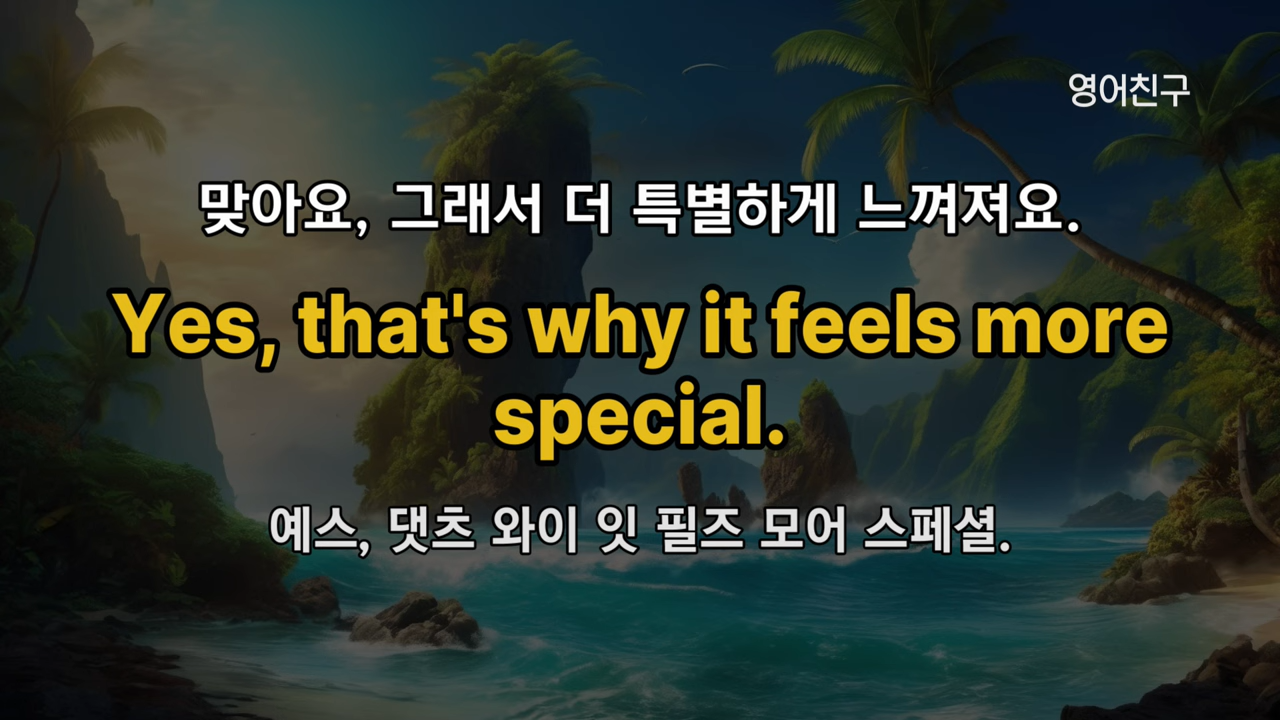 영어친구
맞아요, 그래서 더 특별하게 느껴져요.
Yes, that's why it feels more
special.
예스, 댓츠 와이 잇 필즈 모어 스페셜.